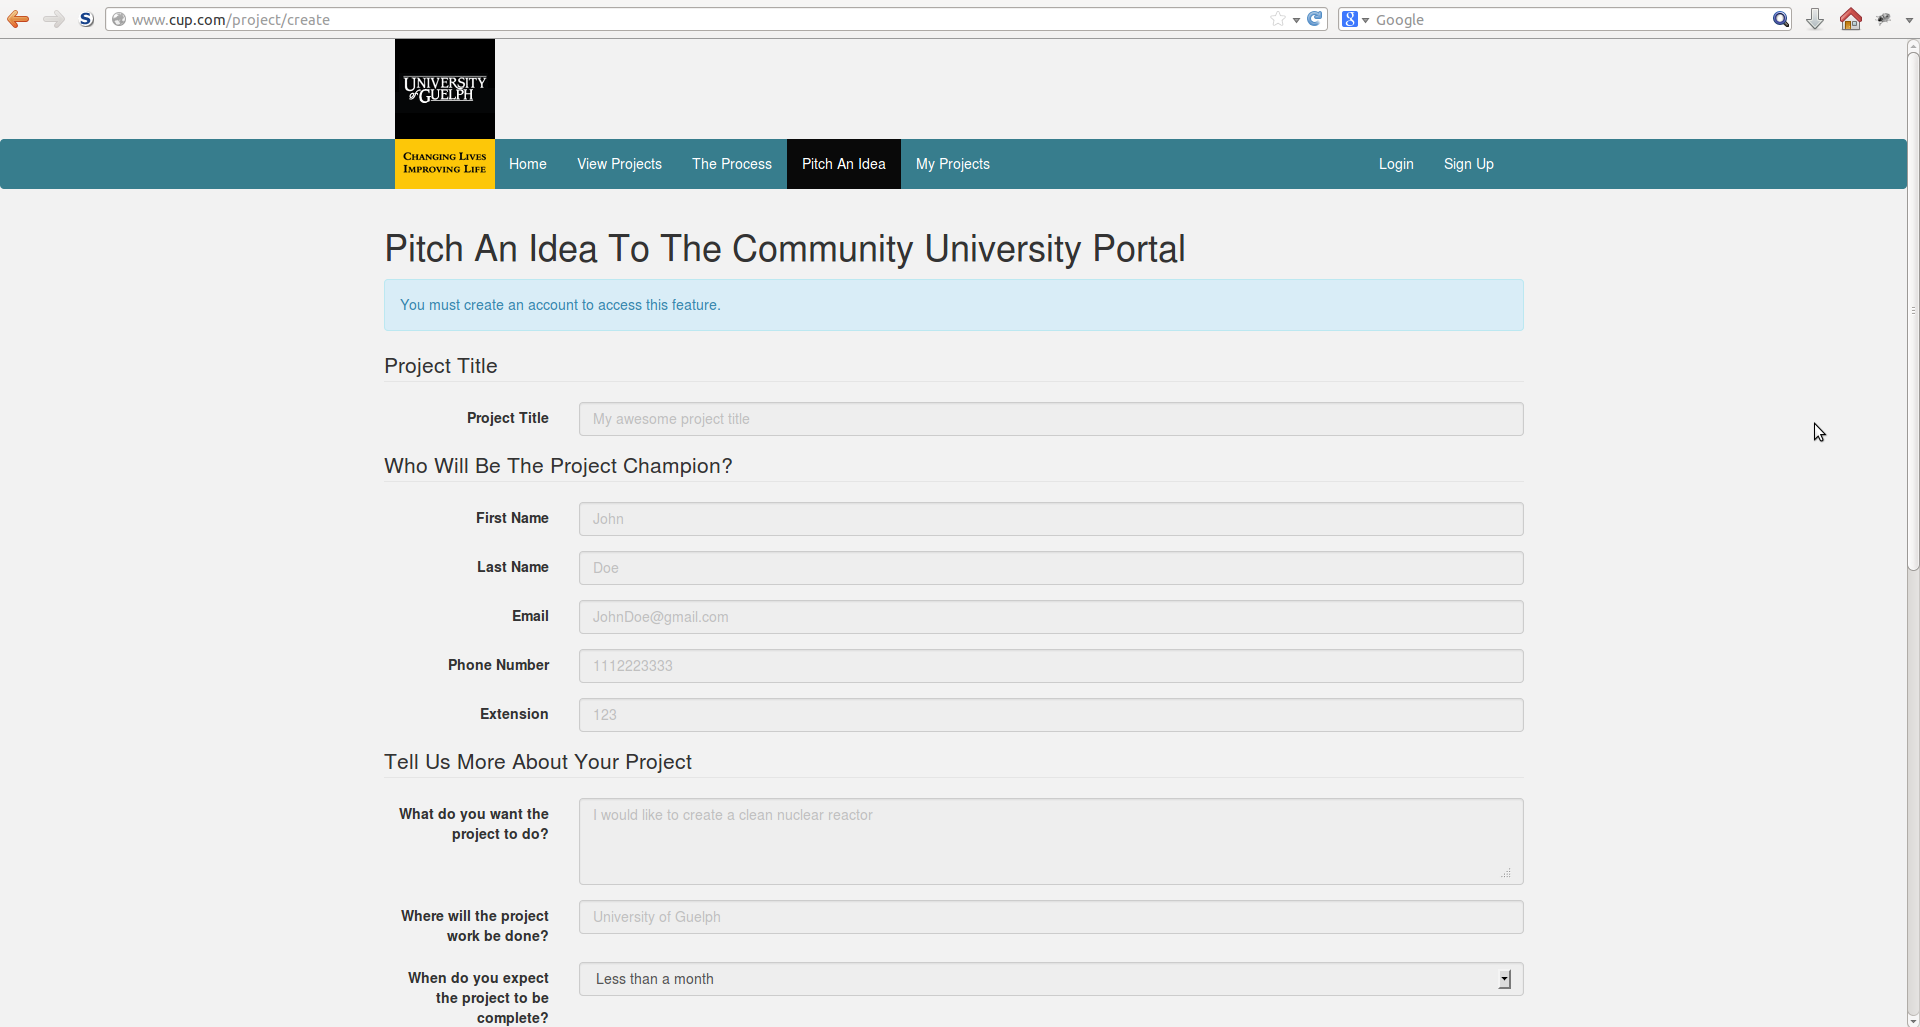 www.cup.com/project/create
Google
UNIVERSITY
of GUELPH
CHANGING LIVES
IMPROVING LIFE
Home
View Projects
The Process
Pitch An Idea
My Projects
Login
Sign Up
Pitch An Idea To The Community University Portal
You must create an account to access this feature.
Project Title
Project Title
My awesome project title
Who Will Be The Project Champion?
First Name
John
Last Name
Doe
Email
JohnDoe@gmail.com
Phone Number
1112223333
Extension
123
Tell Us More About Your Project
What do you want the
project to do?
I would like to create a clean nuclear reactor
Where will the project
work be done?
University of Guelph
When do you expect
the project to be
complete?
Less than a month